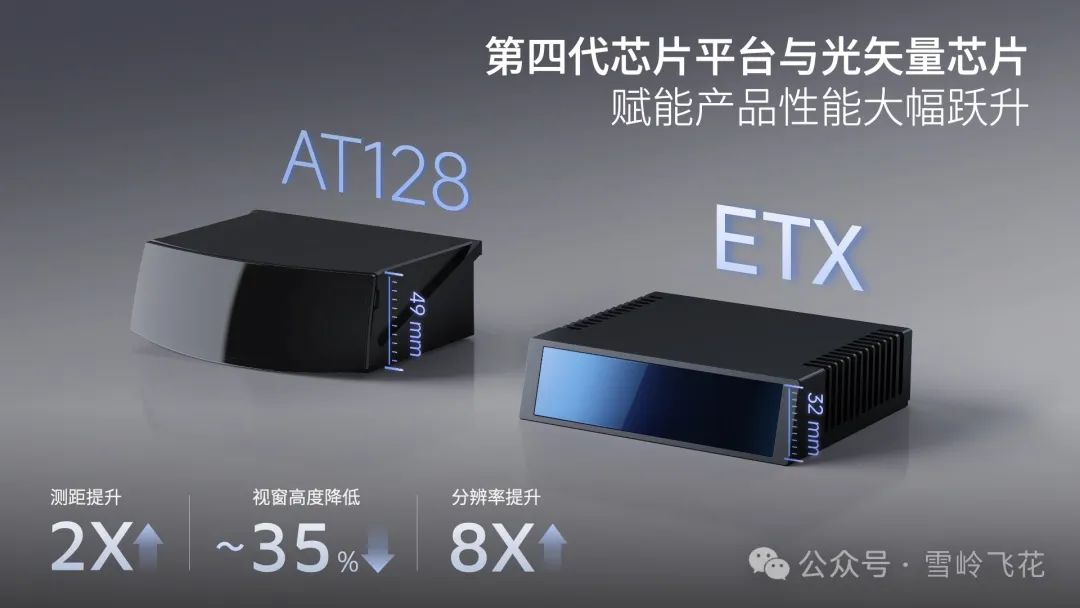 第四代芯片平台与光矢量芯片
赋能产品性能大幅跃升
AT128
ETX
49 mm
32 mm
测距提升
2X
视窗高度降低
~35%
分辨率提升
8X
公众号 · 雪岭飞花